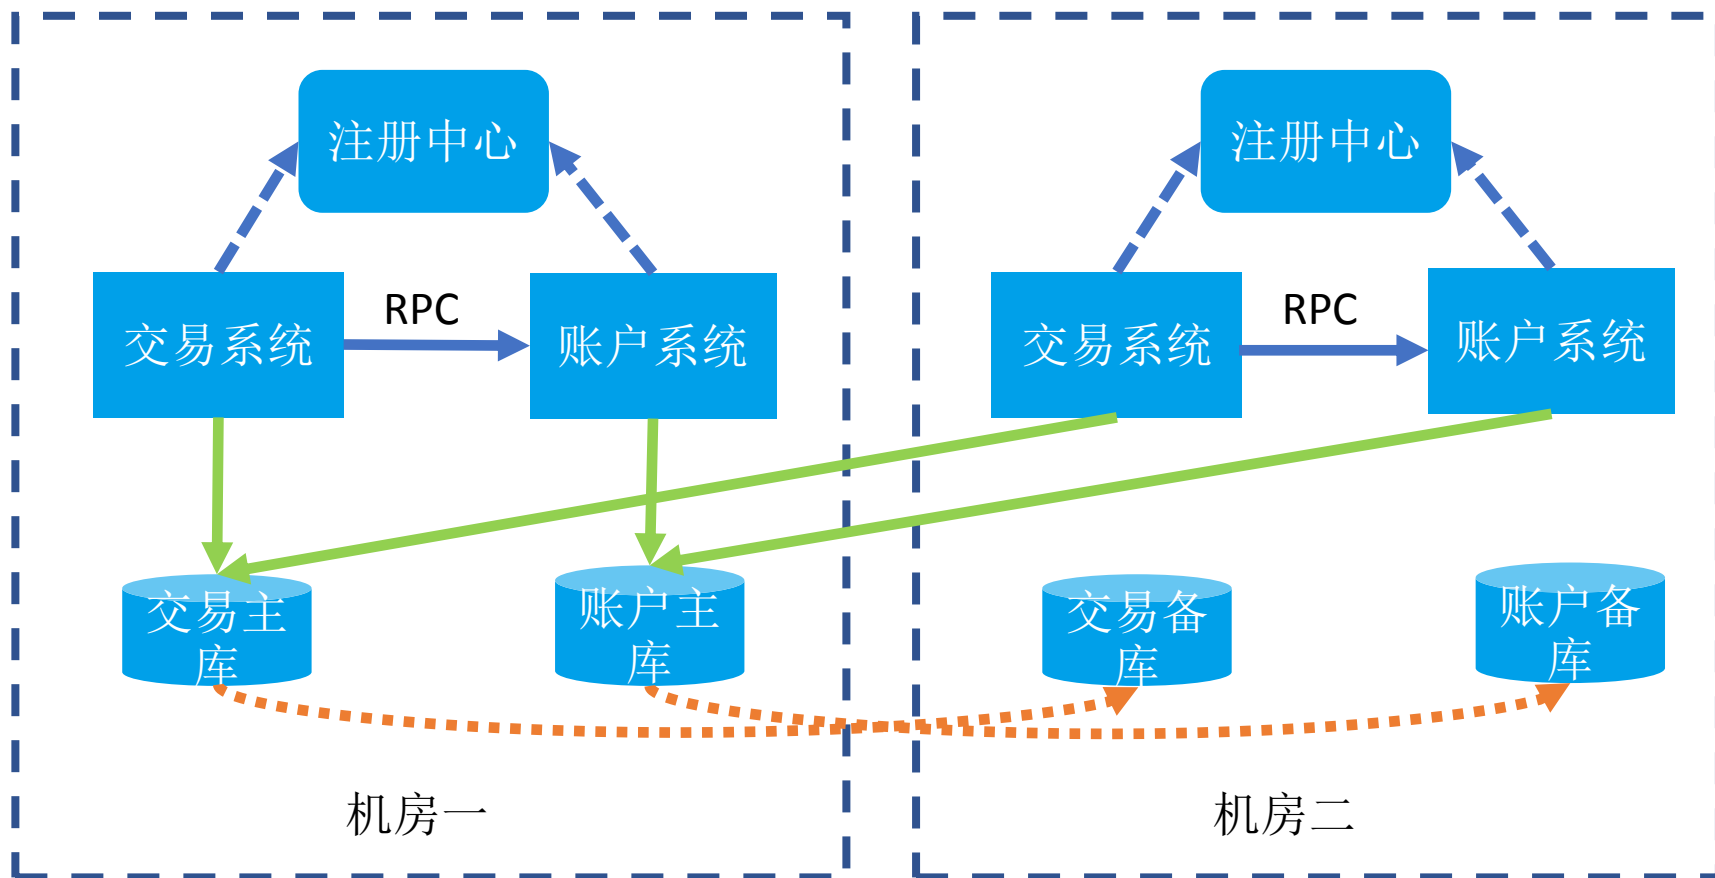 注册中心
注册中心
RPC
RPC
交易系统
账户系统
交易系统
账户系统
交易主
库
账户主
库
交易备
库
账户备
库
机房一
机房二